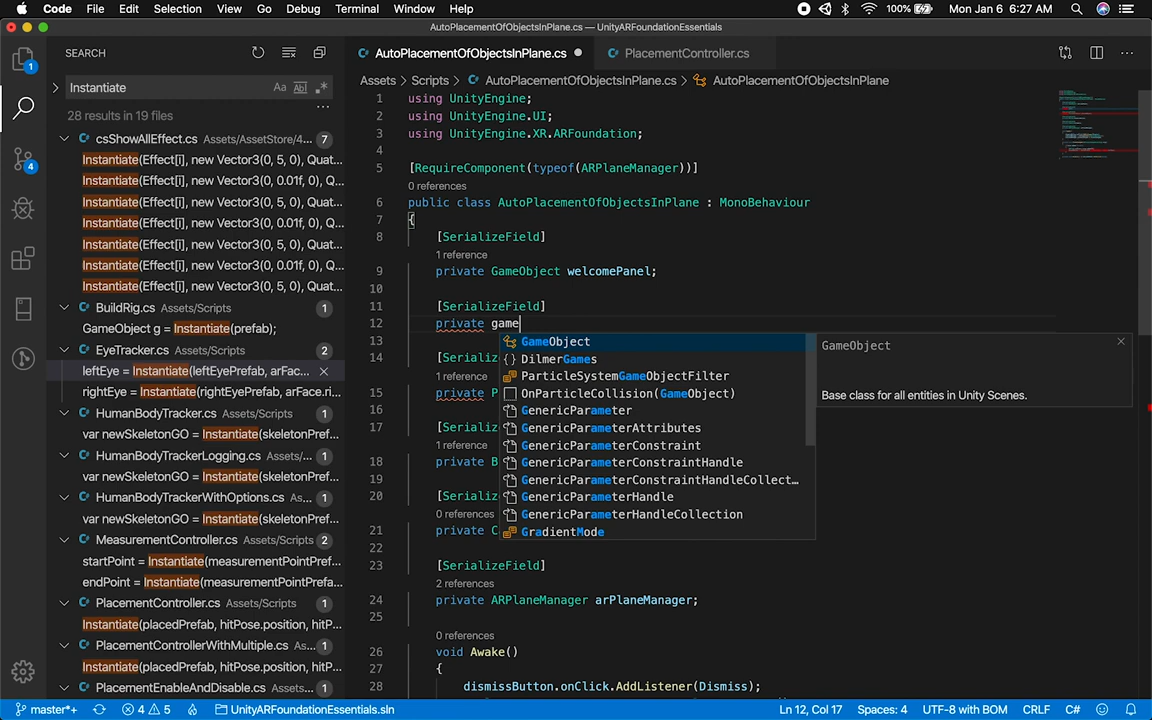 Code File Edit Selection View Go Debug Terminal Window Help 100% Mon Jan 6 6:27 AM
AutoPlacementOfObjectsInPlane.cs — UnityARFoundationEssentials
SEARCH
Instantiate Aa Abl
28 results in 19 files
csShowAllEffect.cs Assets/AssetStore/4... 7
Instantiate(Effect[i], new Vector3(0, 5, 0), Quat...
Instantiate(Effect[i], new Vector3(0, 0.01f, 0), Q...
Instantiate(Effect[i], new Vector3(0, 5, 0), Quat...
Instantiate(Effect[i], new Vector3(0, 0.01f, 0), Q...
Instantiate(Effect[i], new Vector3(0, 5, 0), Quat...
Instantiate(Effect[i], new Vector3(0, 0.01f, 0), Q...
Instantiate(Effect[i], new Vector3(0, 5, 0), Quat...
BuildRig.cs Assets/Scripts 1
GameObject g = Instantiate(prefab);
EyeTracker.cs Assets/Scripts 2
leftEye = Instantiate(leftEyePrefab, arFace...
rightEye = Instantiate(rightEyePrefab, arFace.ri...
HumanBodyTracker.cs Assets/Scripts 1
var newSkeletonGO = Instantiate(skeletonPref...
HumanBodyTrackerLogging.cs Assets/... 1
var newSkeletonGO = Instantiate(skeletonPref...
HumanBodyTrackerWithOptions.cs As... 1
var newSkeletonGO = Instantiate(skeletonPref...
MeasurementController.cs Assets/Scripts 2
startPoint = Instantiate(measurementPointPref...
endPoint = Instantiate(measurementPointPrefa...
PlacementController.cs Assets/Scripts 1
Instantiate(placedPrefab, hitPose.position, hitP...
PlacementControllerWithMultiple.cs As... 1
Instantiate(placedPrefab, hitPose.position, hitP...
PlacementEnableAndDisable.cs Assets... 1
AutoPlacementOfObjectsInPlane.cs PlacementController.cs
Assets > Scripts > AutoPlacementOfObjectsInPlane.cs > AutoPlacementOfObjectsInPlane
1 using UnityEngine;
2 using UnityEngine.UI;
3 using UnityEngine.XR.ARFoundation;
4
5 [RequireComponent(typeof(ARPlaneManager))]
0 references
6 public class AutoPlacementOfObjectsInPlane : MonoBehaviour
7 {
8 [SerializeField]
1 reference
9 private GameObject welcomePanel;
10
11 [SerializeField]
12 private game
13
14 [Serializ
1 reference
15 private P
16
17 [Serializ
1 reference
18 private B
19
20 [Serializ
0 references
21 private C
22
23 [SerializeField]
2 references
24 private ARPlaneManager arPlaneManager;
25
0 references
26 void Awake()
27 {
28 dismissButton.onClick.AddListener(Dismiss);
GameObject
DilmerGames
ParticleSystemGameObjectFilter
OnParticleCollision(GameObject)
GenericParameter
GenericParameterAttributes
GenericParameterConstraint
GenericParameterConstraintHandle
GenericParameterConstraintHandleCollect...
GenericParameterHandle
GenericParameterHandleCollection
GradientMode
GameObject
Base class for all entities in Unity Scenes.
1
4
master*+ 4 5 UnityARFoundationEssentials.sln Ln 12, Col 17 Spaces: 4 UTF-8 with BOM CRLF C#